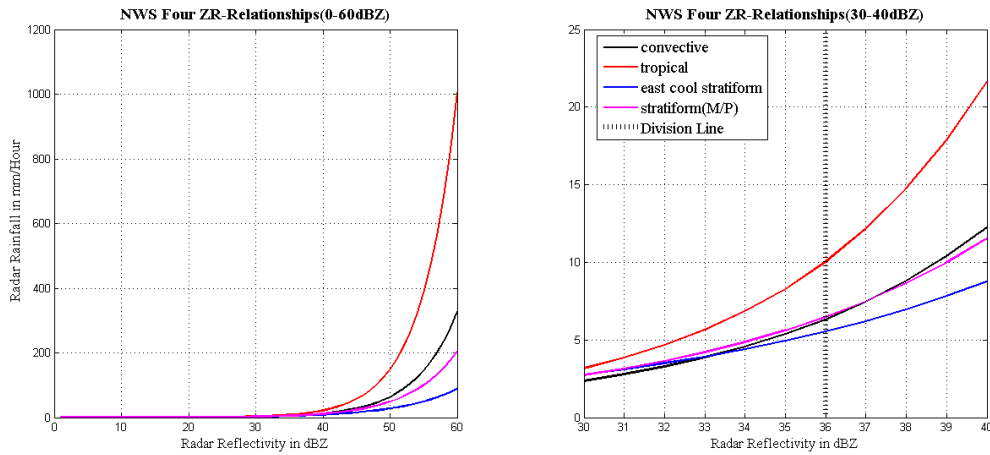 NWS Four ZR-Relationships(0-60dBZ)
1200
1000
800
600
400
200
0
Radar Rainfall in mm/Hour
0 10 20 30 40 50 60
Radar Reflectivity in dBZ
NWS Four ZR-Relationships(30-40dBZ)
25
20
15
10
5
0
convective
tropical
east cool stratiform
stratiform(M/P)
Division Line
30 31 32 33 34 35 36 37 38 39 40
Radar Reflectivity in dBZ